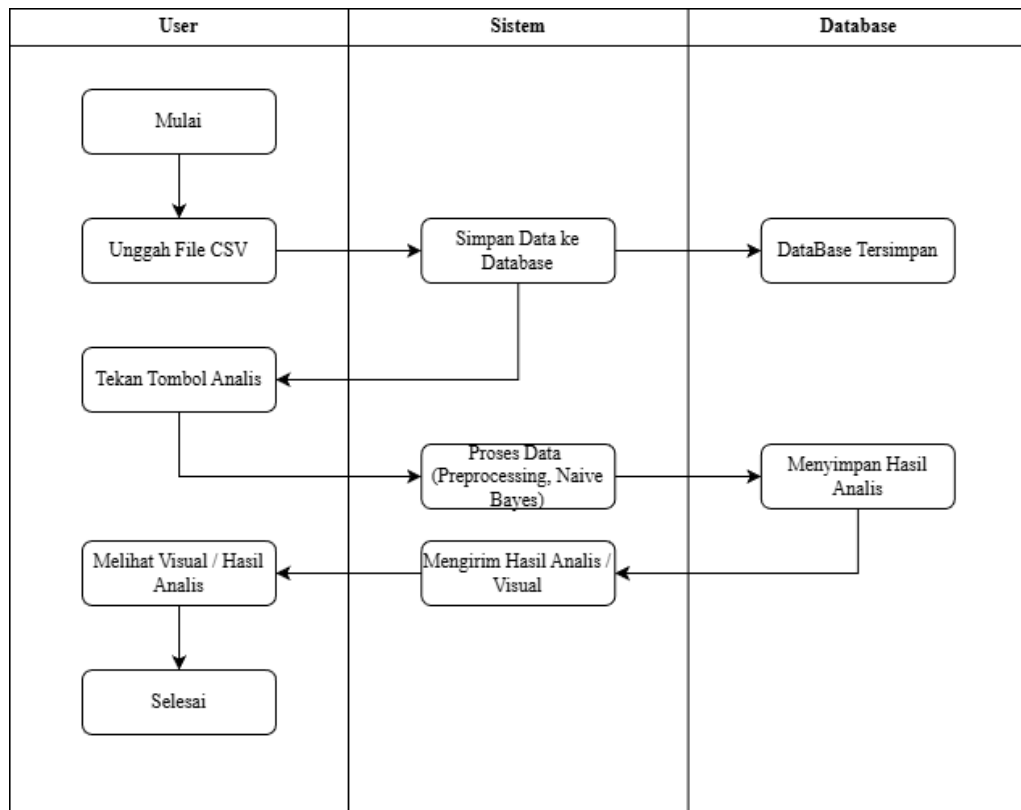 User
Sistem
Database
Mulai
Unggah File CSV
Simpan Data ke
Database
DataBase Tersimpan
Tekan Tombol Analis
Proses Data
(Preprocessing, Naive
Bayes)
Menyimpan Hasil
Analis
Melihat Visual / Hasil
Analis
Mengirim Hasil Analis /
Visual
Selesai